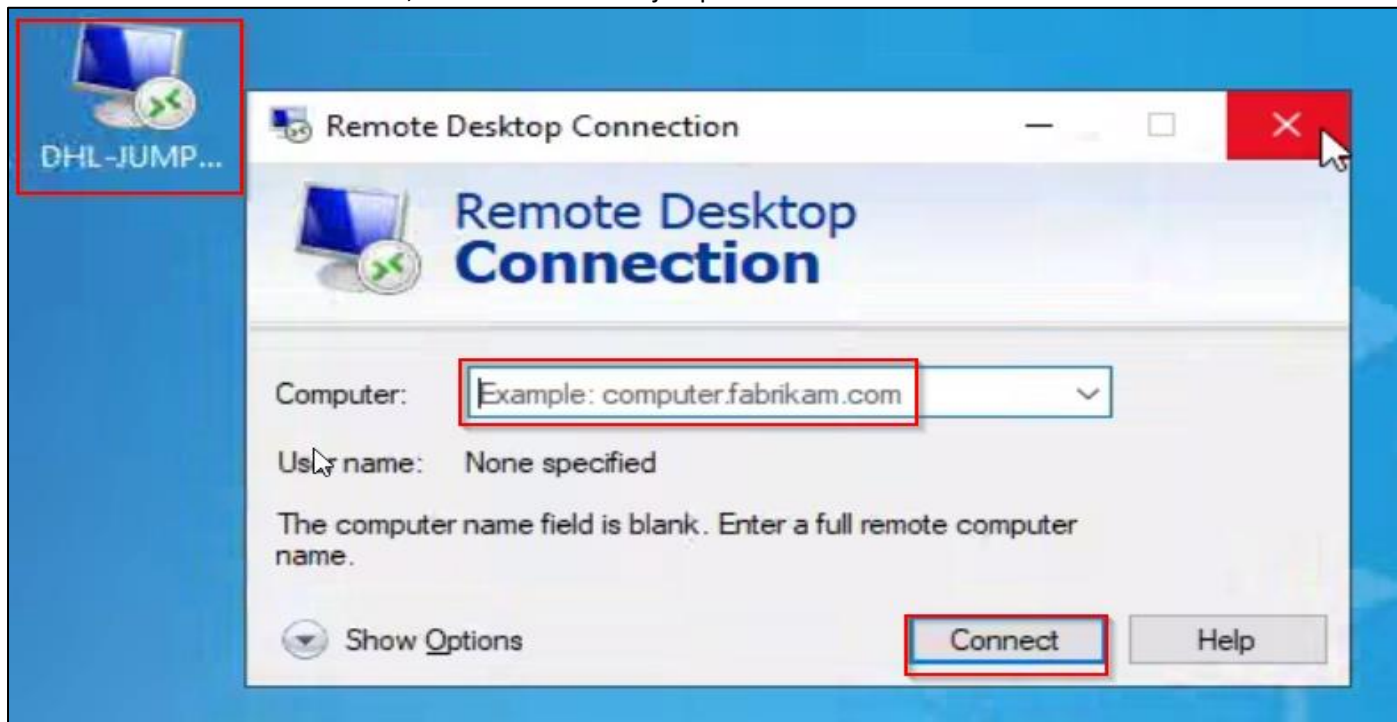 DHL-JUMP...
Remote Desktop Connection
Remote Desktop
Connection
Computer:
Example: computer.fabrikam.com
User name:
None specified
The computer name field is blank. Enter a full remote computer
name.
Show Options
Connect
Help